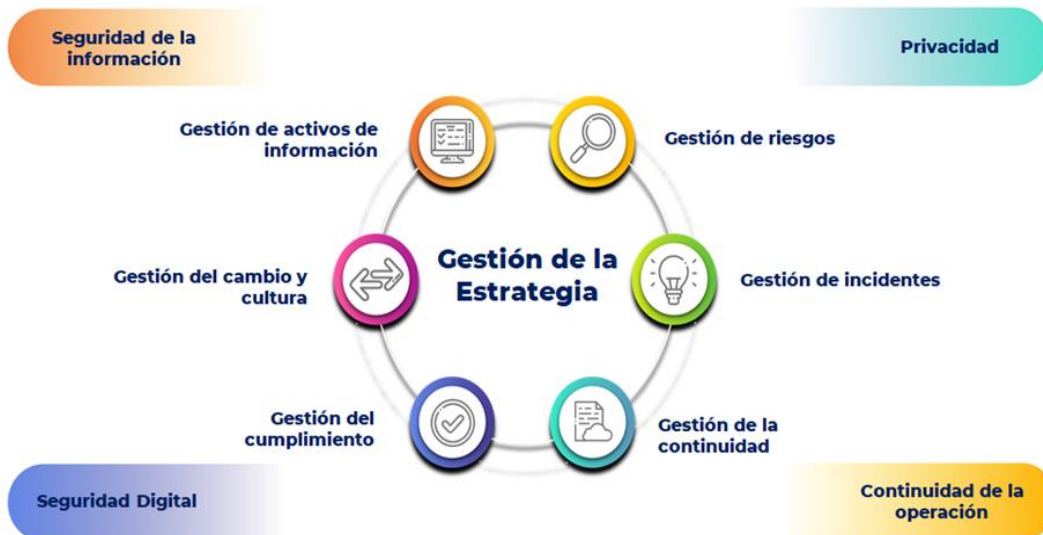 Seguridad de la
información
Privacidad
Gestión de activos de
información
Gestión de riesgos
Gestión del cambio y
cultura
Gestión de la
Estrategia
Gestión de incidentes
Gestión del
cumplimiento
Gestión de la
continuidad
Seguridad Digital
Continuidad de la
operación